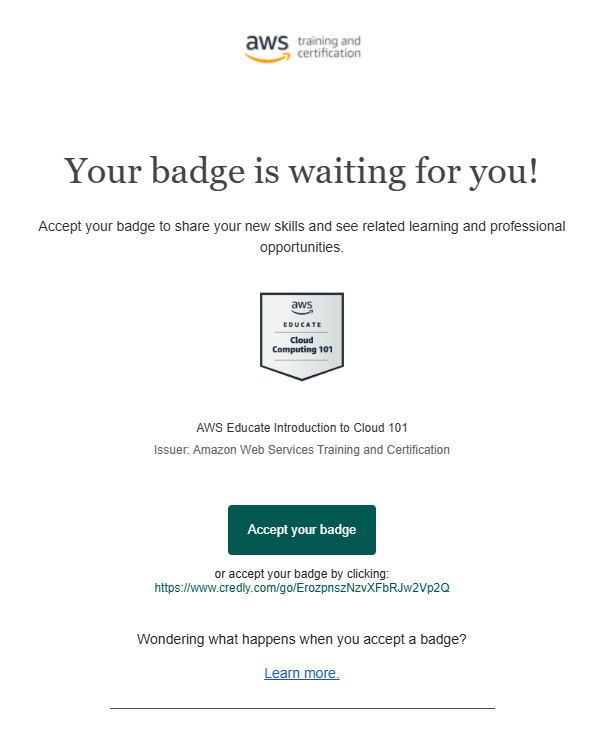 aws training and
certification
Your badge is waiting for you!
Accept your badge to share your new skills and see related learning and professional
opportunities.
aws
EDUCATE
Cloud
Computing 101
AWS Educate Introduction to Cloud 101
Issuer: Amazon Web Services Training and Certification
Accept your badge
or accept your badge by clicking:
https://www.credly.com/go/ErozpnszNzvXFbRJw2Vp2Q
Wondering what happens when you accept a badge?
Learn more.